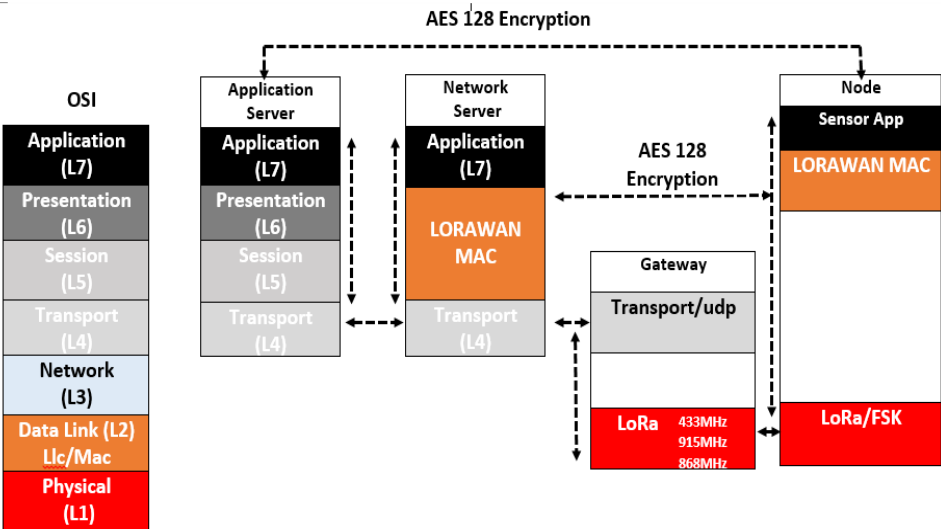 AES 128 Encryption
OSI
Application
(L7)
Presentation
(L6)
Session
(L5)
Transport
(L4)
Network
(L3)
Data Link (L2)
Llc/Mac
Physical
(L1)
Application
Server
Application
(L7)
Presentation
(L6)
Session
(L5)
Transport
(L4)
Network
Server
Application
(L7)
LORAWAN
MAC
Transport
(L4)
AES 128
Encryption
Gateway
Transport/udp
LoRa 433MHz
915MHz
868MHz
Node
Sensor App
LORAWAN MAC
LoRa/FSK